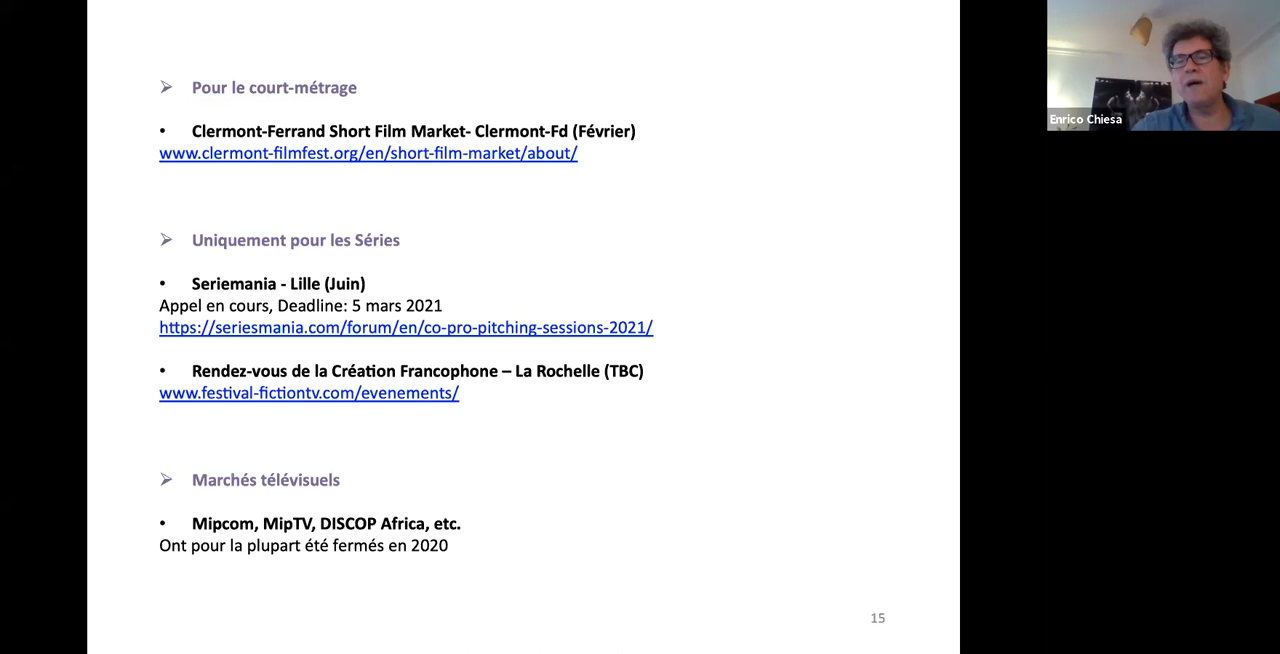 Pour le court-métrage
Clermont-Ferrand Short Film Market- Clermont-Fd (Février)
www.clermont-filmfest.org/en/short-film-market/about/
Uniquement pour les Séries
Seriemania - Lille (Juin)
Appel en cours, Deadline: 5 mars 2021
https://seriesmania.com/forum/en/co-pro-pitching-sessions-2021/
Rendez-vous de la Création Francophone – La Rochelle (TBC)
www.festival-fictiontv.com/evenements/
Marchés télévisuels
Mipcom, MipTV, DISCOP Africa, etc.
Ont pour la plupart été fermés en 2020
15
Enrico Chiesa